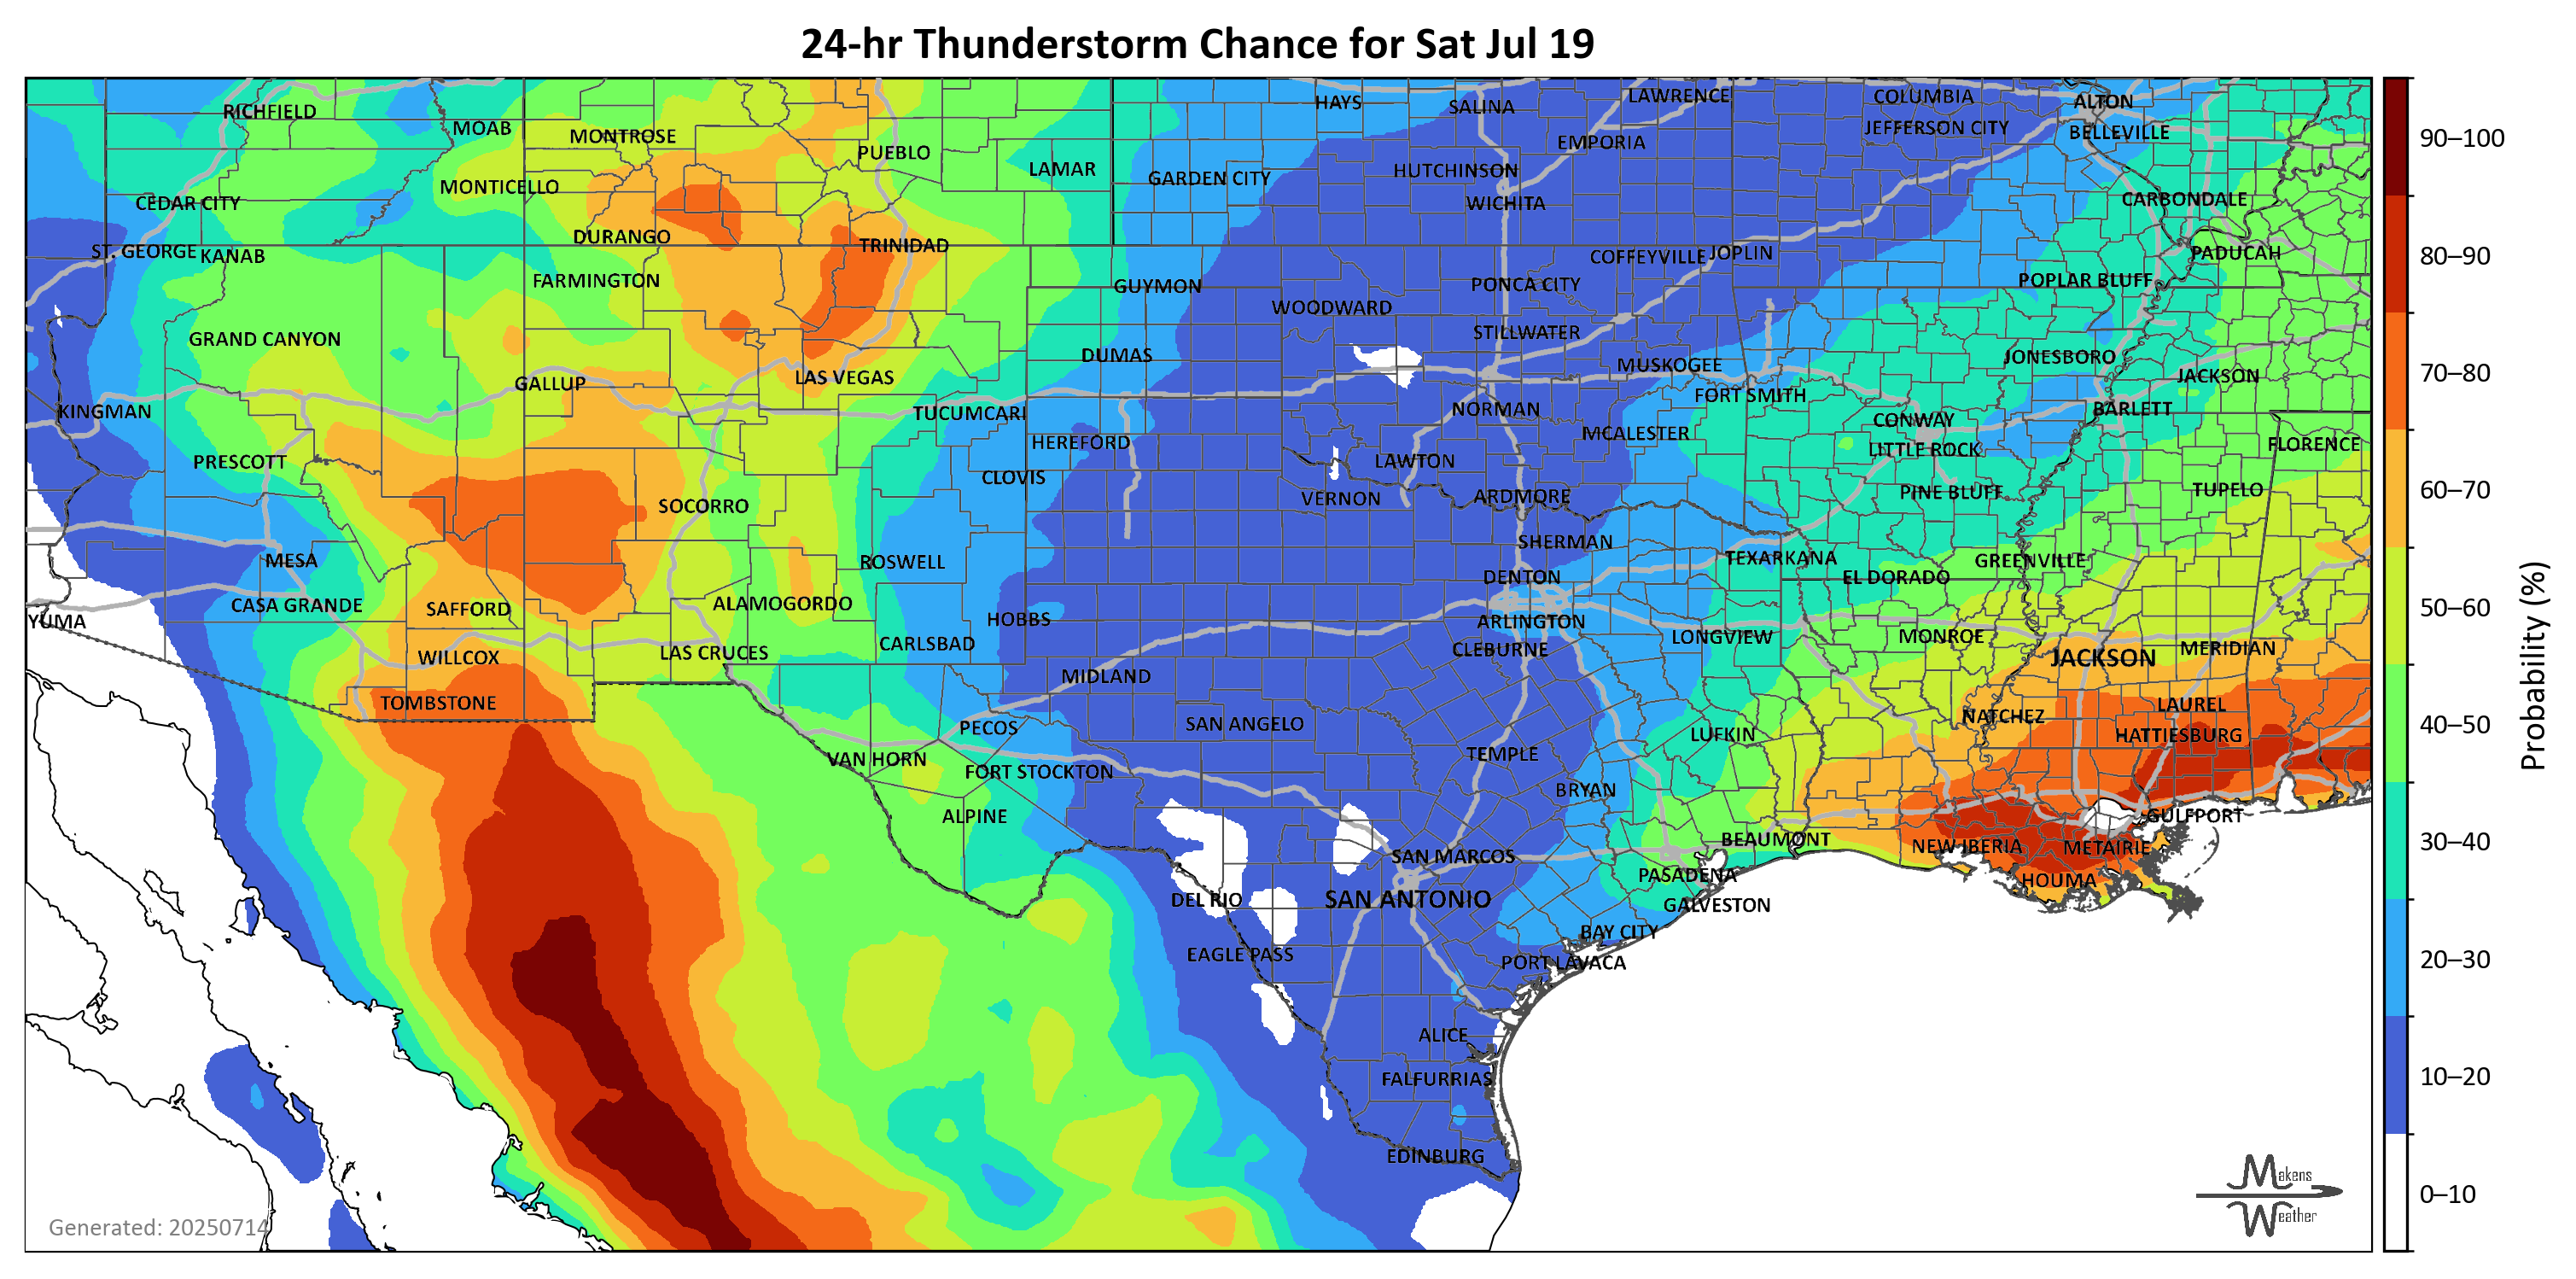 24-hr Thunderstorm Chance for Sat Jul 19
HAYS
SALINA
LAWRENCE
COLUMBIA
ALTON
RICHFIELD
MOAB
MONTROSE
PUEBLO
EMPORIA
JEFFERSON CITY
BELLEVILLE
90–100
LAMAR
GARDEN CITY
HUTCHINSON
MONTICELLO
CEDAR CITY
WICHITA
CARBONDALE
DURANGO
TRINIDAD
ST. GEORGE
KANAB
COFFEYVILLE
JOPLIN
PADUCAH
80–90
FARMINGTON
GUYMON
PONCA CITY
POPLAR BLUFF
WOODWARD
GRAND CANYON
STILLWATER
DUMAS
MUSKOGEE
JONESBORO
GALLUP
LAS VEGAS
JACKSON
70–80
FORT SMITH
KINGMAN
TUCUMCARI
NORMAN
CONWAY
BARLETT
HEREFORD
MCALESTER
LITTLE ROCK
FLORENCE
PRESCOTT
CLOVIS
LAWTON
SOCORRO
VERNON
ARDMORE
PINE BLUFF
TUPELO
60–70
MESA
ROSWELL
SHERMAN
TEXARKANA
GREENVILLE
DENTON
EL DORADO
CASA GRANDE
SAFFORD
ALAMOGORDO
50–60
YUMA
HOBBS
ARLINGTON
WILLCOX
LAS CRUCES
CARLSBAD
CLEBURNE
LONGVIEW
MONROE
JACKSON
MERIDIAN
Probability (%)
TOMBSTONE
MIDLAND
LAUREL
PECOS
SAN ANGELO
LUFKIN
NATCHEZ
HATTIESBURG
40–50
VAN HORN
FORT STOCKTON
TEMPLE
BRYAN
ALPINE
GULFPORT
BEAUMONT
NEW IBERIA
METAIRIE
30–40
SAN MARCOS
PASADENA
HOUMA
DEL RIO
SAN ANTONIO
GALVESTON
BAY CITY
EAGLE PASS
PORT LAVACA
20–30
ALICE
FALFURRIAS
10–20
EDINBURG
Makens
Weather
0–10
Generated: 20250714